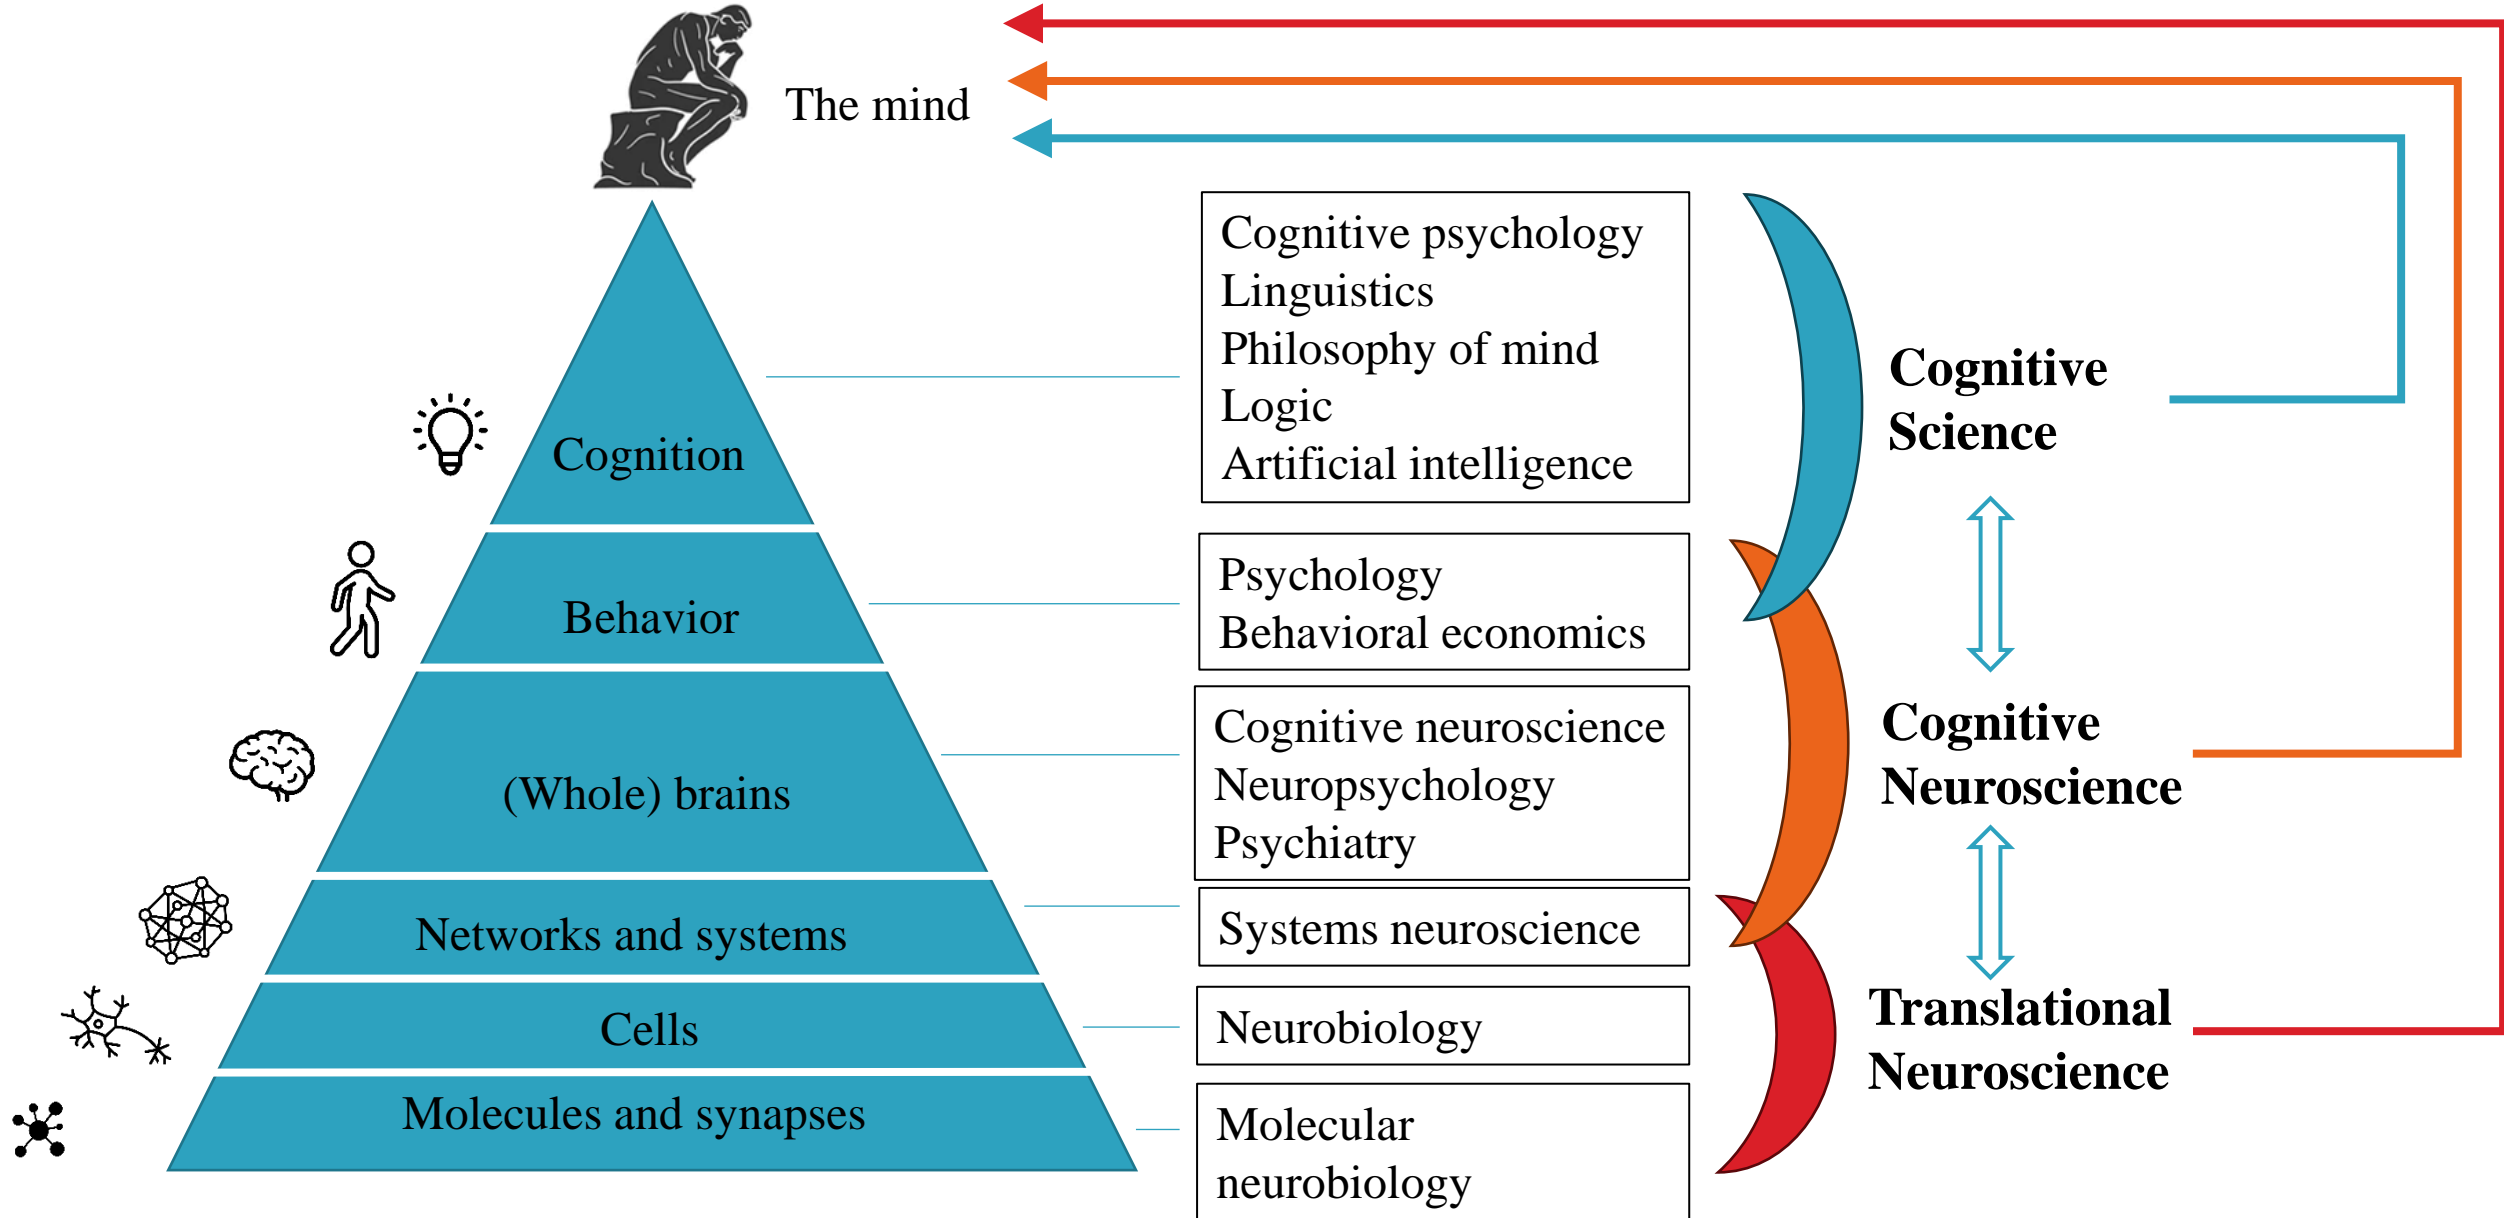 The mind
Cognition
Behavior
(Whole) brains
Networks and systems
Cells
Molecules and synapses
Cognitive psychology
Linguistics
Philosophy of mind
Logic
Artificial intelligence
Psychology
Behavioral economics
Cognitive neuroscience
Neuropsychology
Psychiatry
Systems neuroscience
Neurobiology
Molecular
neurobiology
Cognitive
Science
Cognitive
Neuroscience
Translational
Neuroscience